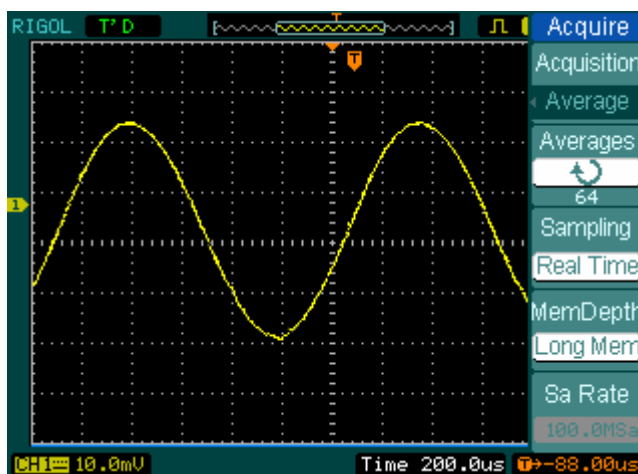 RIGOL T'D T
Acquire
Acquisition
Average
Averages
64
Sampling
Real Time
MemDepth
Long Mem
Sa Rate
100.0MSa
T
1
CH1 10.0mV Time 200.0us T→-88.00us